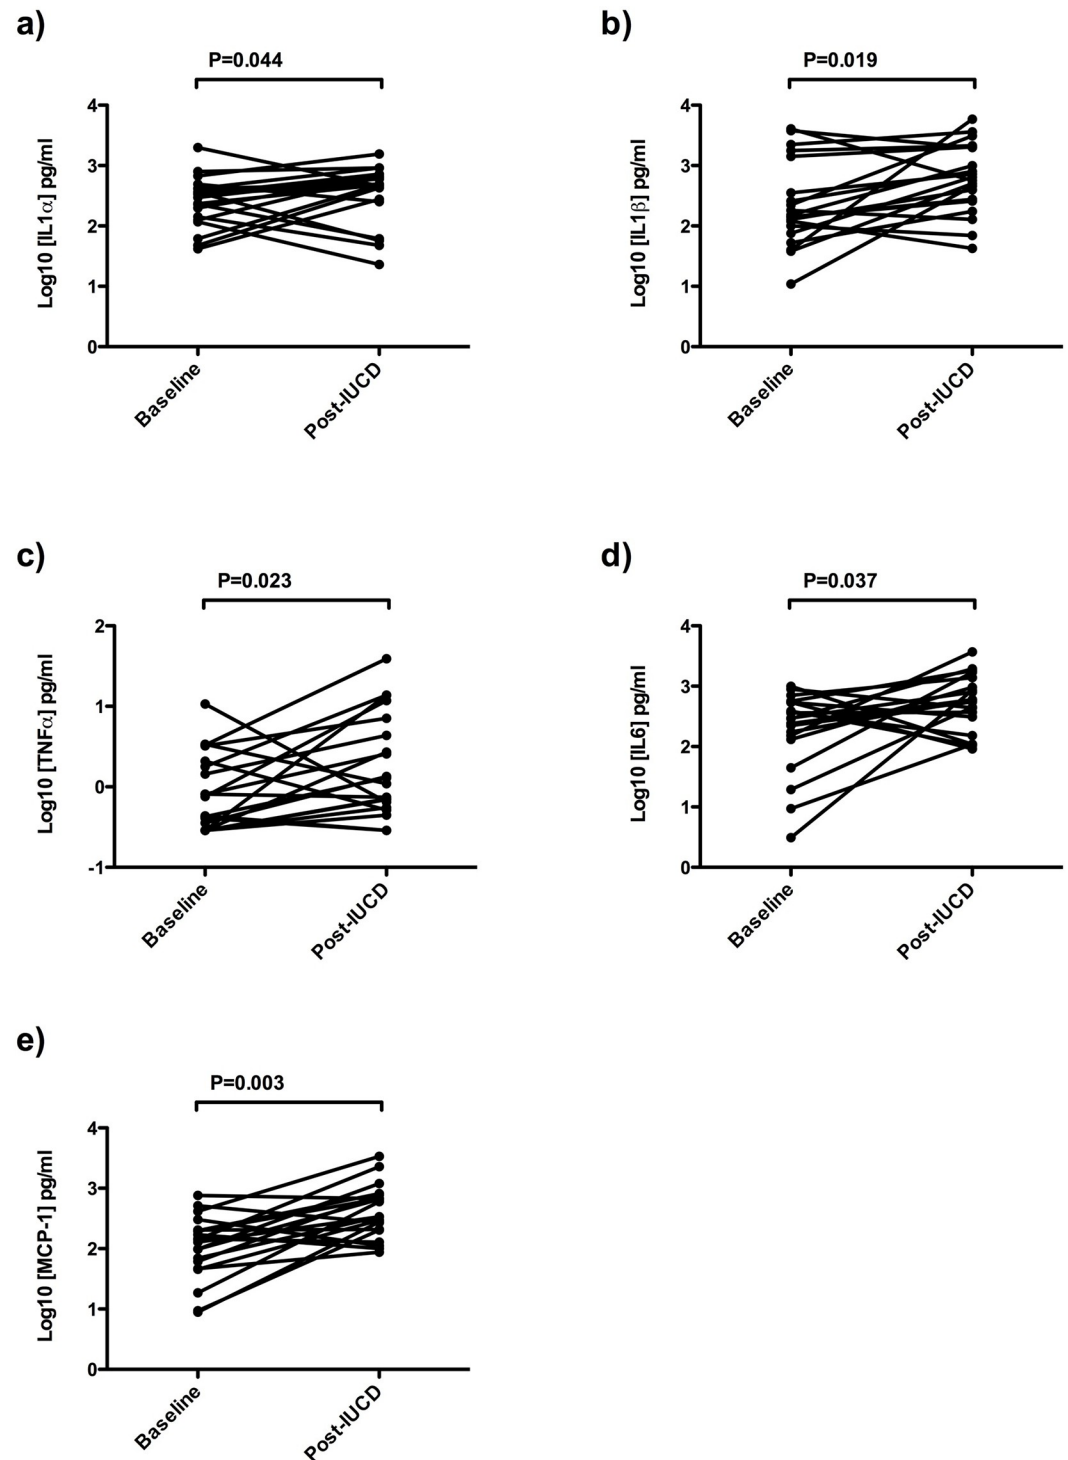 a)
P=0.044
Log10 [IL1α] pg/ml
4
3
2
1
0
Baseline
Post-IUCD
b)
P=0.019
Log10 [IL1β] pg/ml
4
3
2
1
0
Baseline
Post-IUCD
c)
P=0.023
Log10 [TNFα] pg/ml
2
1
0
-1
Baseline
Post-IUCD
d)
P=0.037
Log10 [IL6] pg/ml
4
3
2
1
0
Baseline
Post-IUCD
e)
P=0.003
Log10 [MCP-1] pg/ml
4
3
2
1
0
Baseline
Post-IUCD